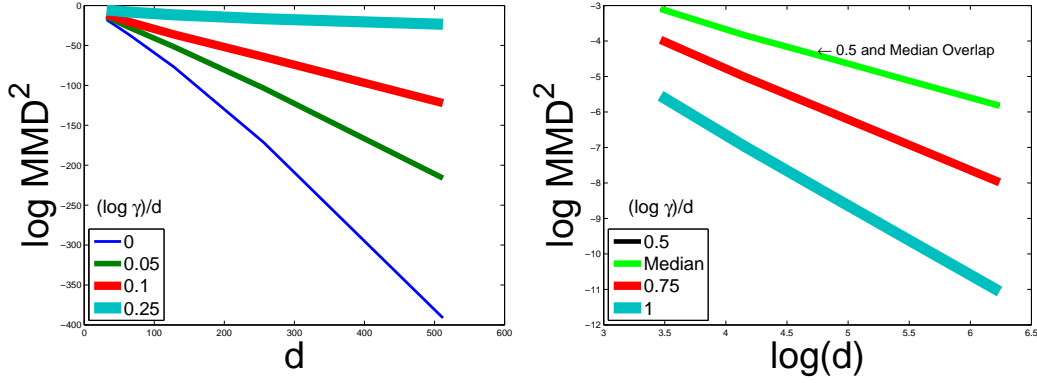 log MMD²
0
−50
−100
−150
−200
−250
−300
−350
−400
(log γ)/d
0
0.05
0.1
0.25
0 100 200 300 400 500 600
d
log MMD²
−3
−4
−5
−6
−7
−8
−9
−10
−11
−12
← 0.5 and Median Overlap
(log γ)/d
0.5
Median
0.75
1
3 3.5 4 4.5 5 5.5 6 6.5
log(d)